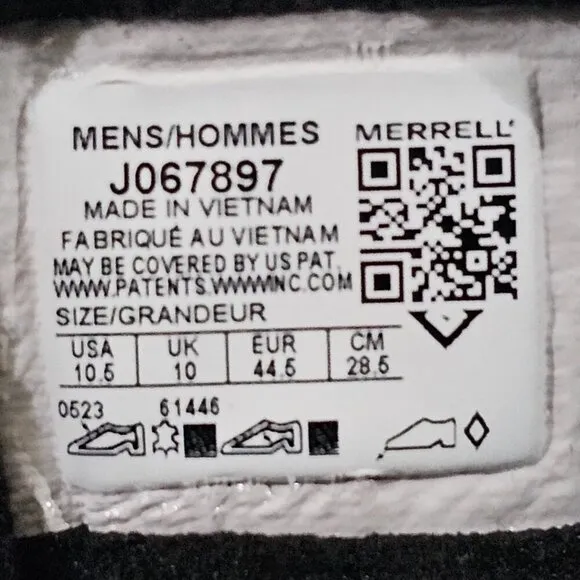 MENS/HOMMES
J067897
MADE IN VIETNAM
FABRIQUÉ AU VIETNAM
MAY BE COVERED BY US PAT.
WWW.PATENTS.WWWINC.COM
MERRELL
SIZE/GRANDEUR
USA UK EUR CM
10.5 10 44.5 28.5
0523 61446